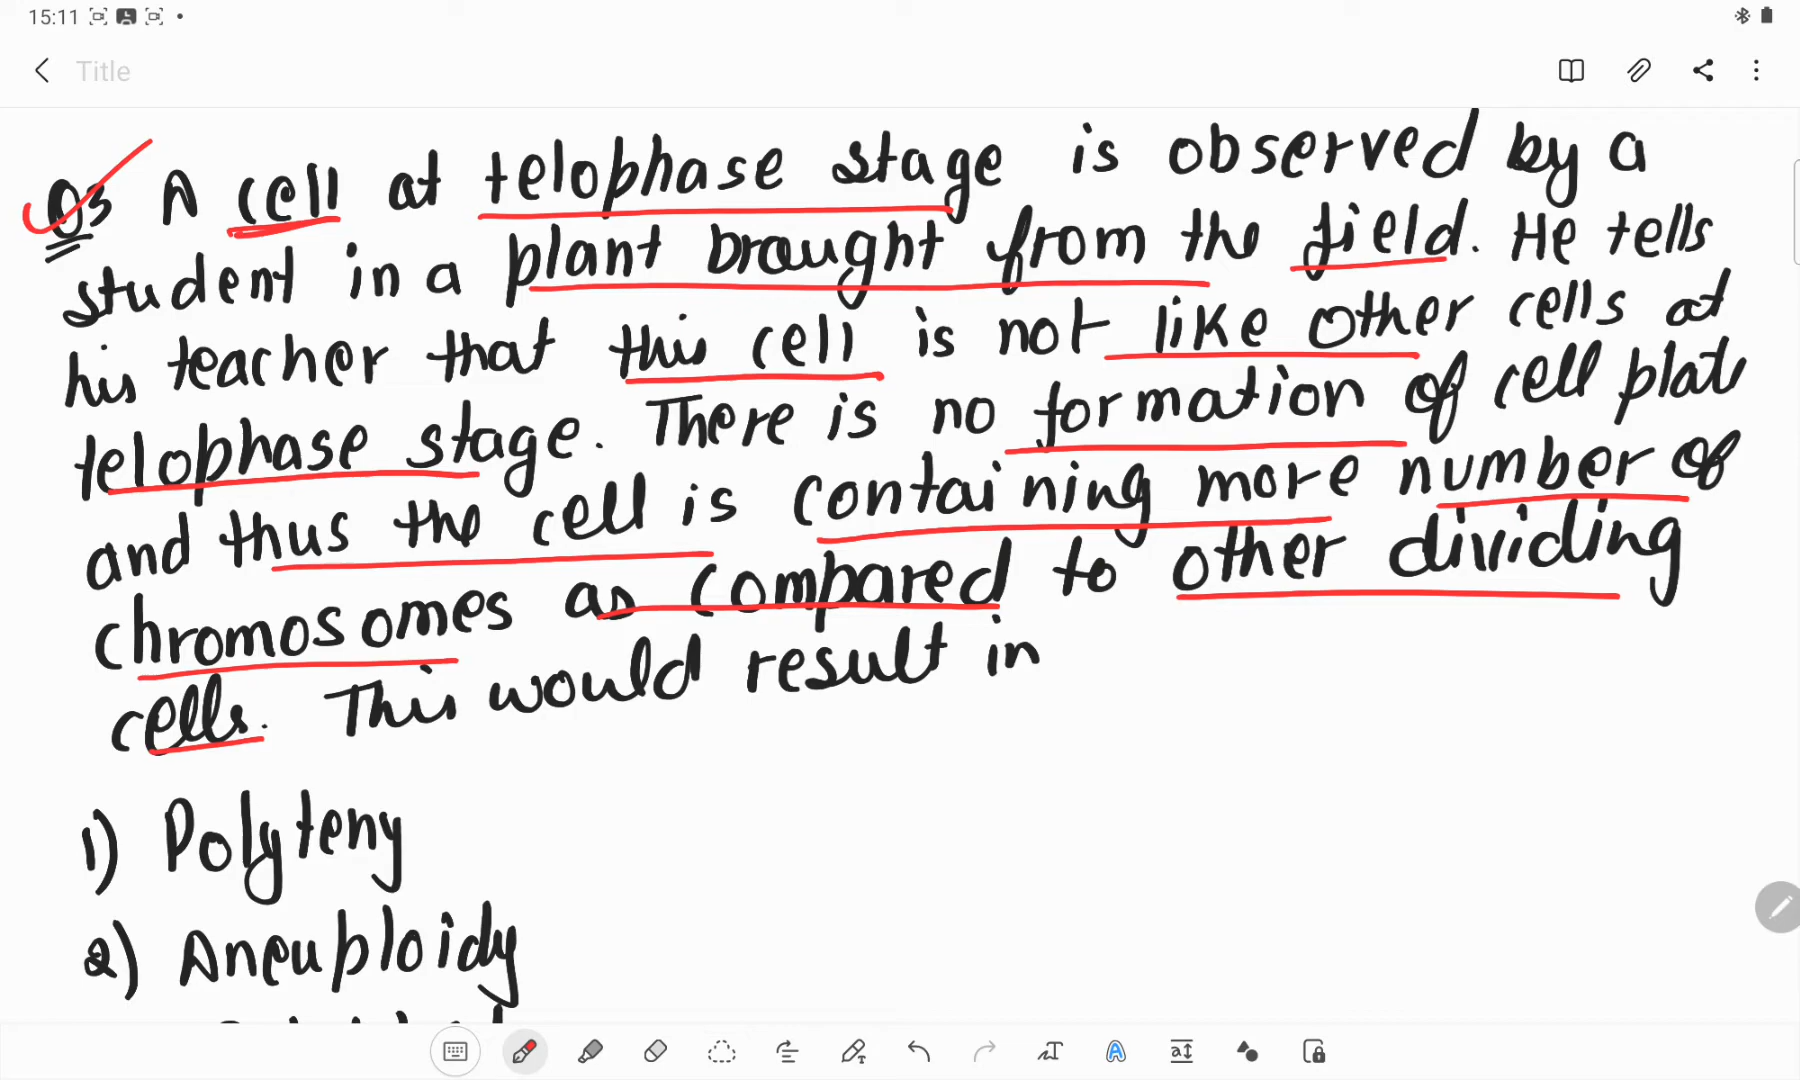 15:11
Title
Q3 A cell at telophase stage is observed by a
student in a plant brought from the field. He tells
his teacher that this cell is not like other cells at
telophase stage. There is no formation of cell plate
and thus the cell is containing more number of
chromosomes as compared to other dividing
cells. This would result in
1) Polyteny
2) Aneuploidy